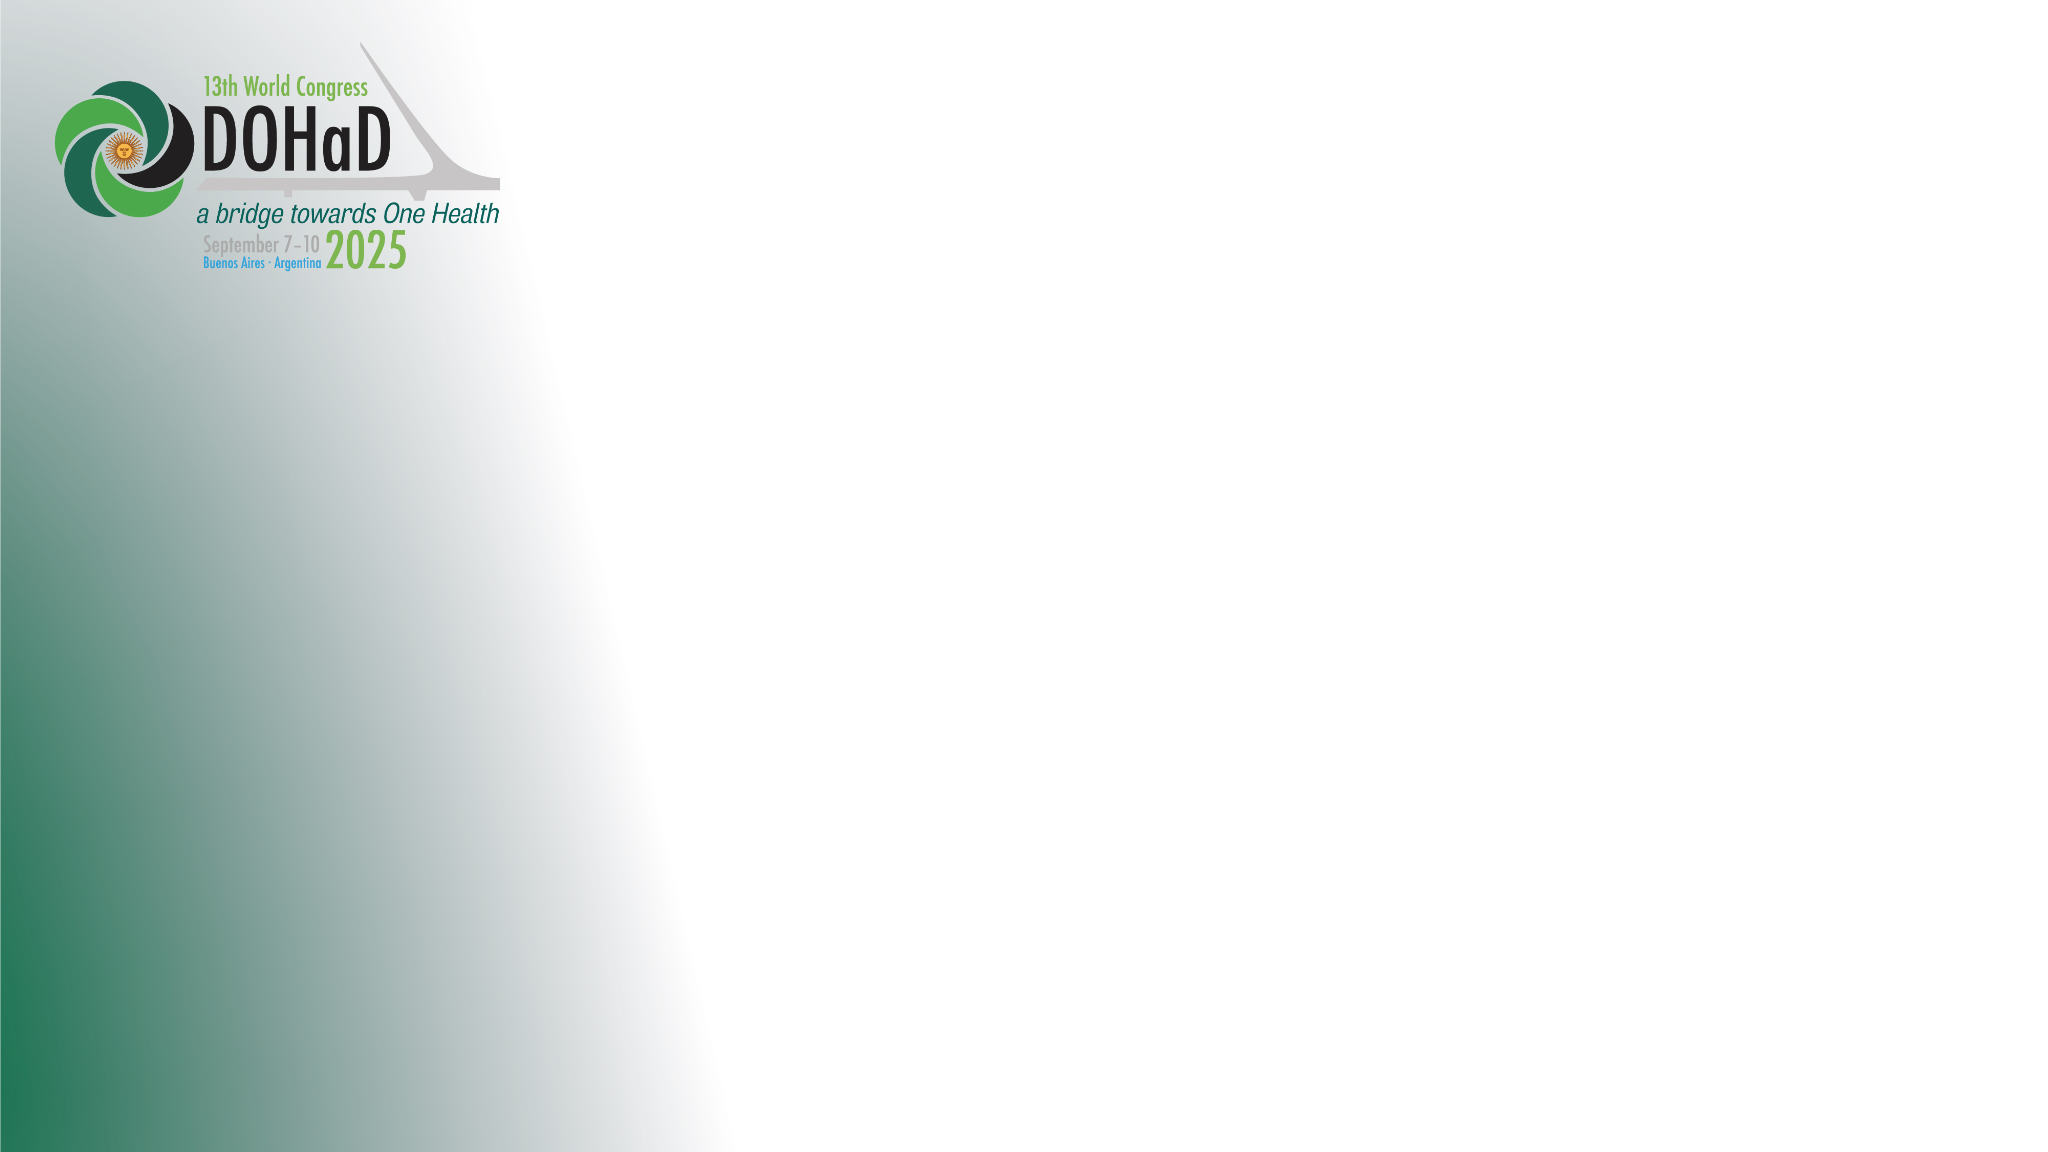 13th World Congress
DOHaD
a bridge towards One Health
September 7–10 2025
Buenos Aires · Argentina